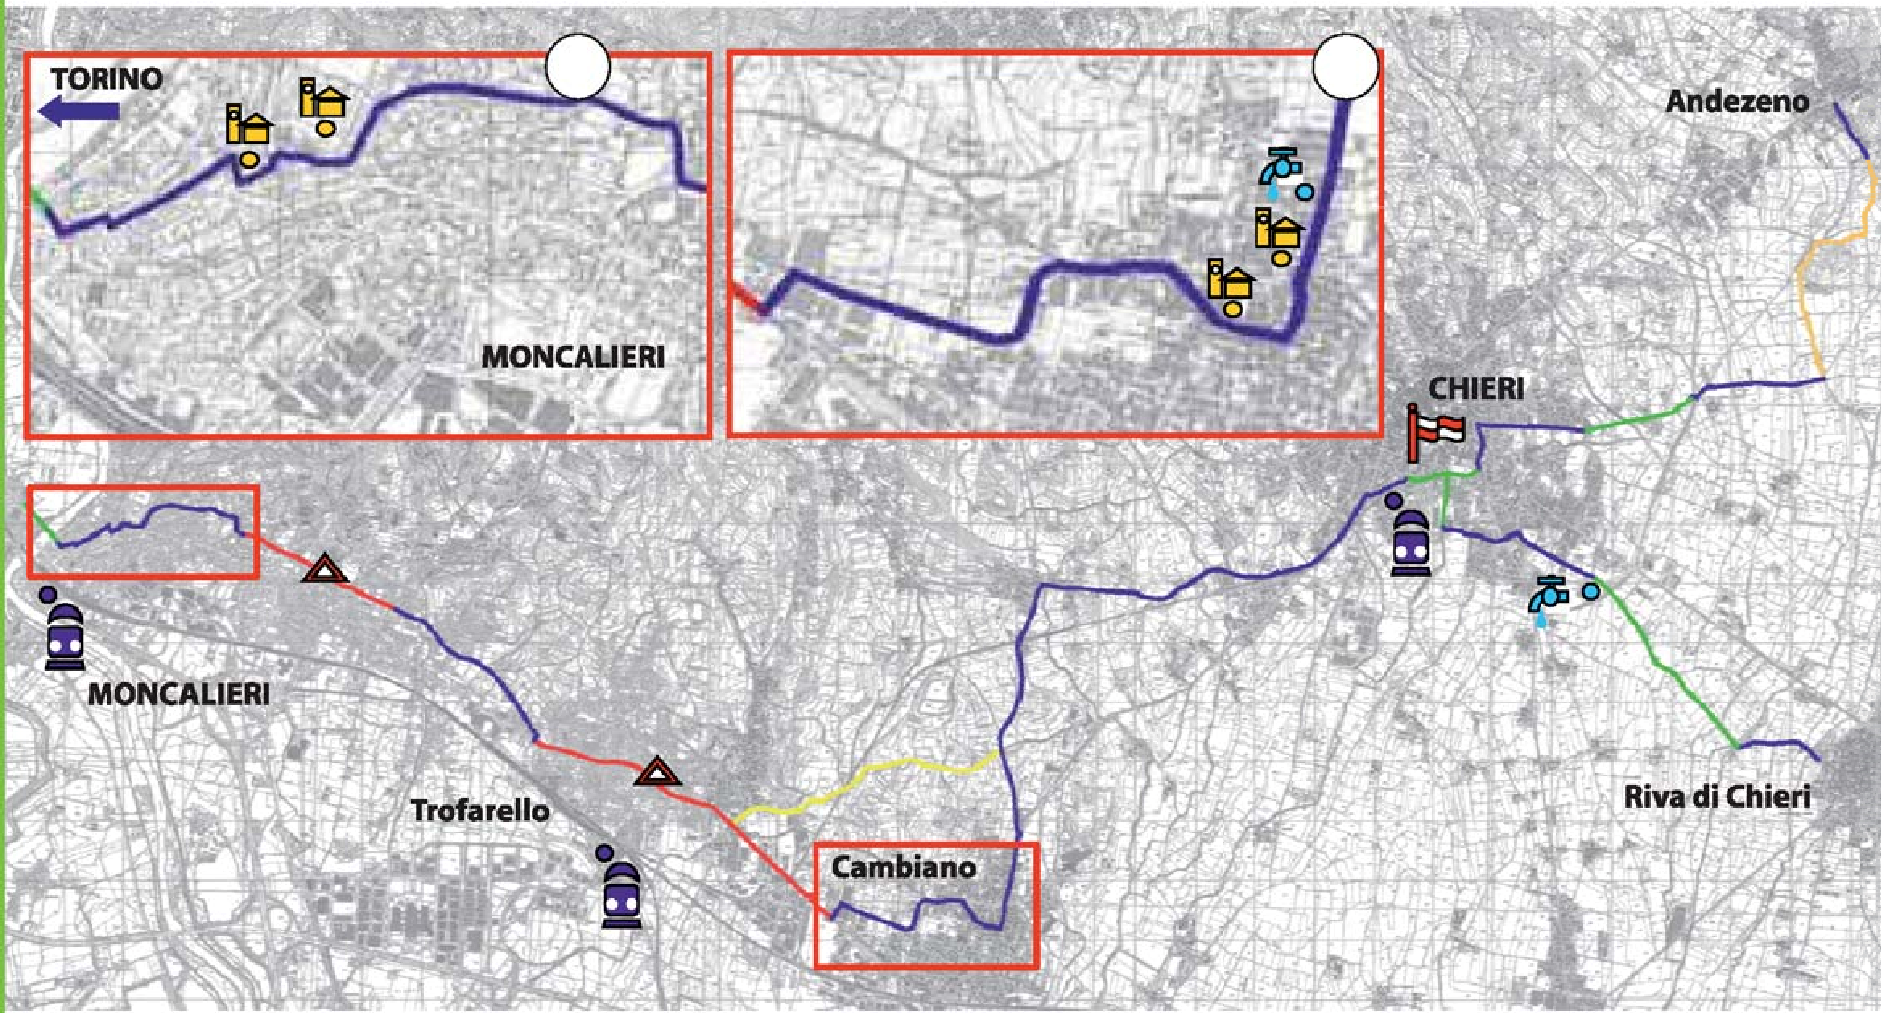 TORINO
MONCALIERI
Andezeno
CHIERI
MONCALIERI
Trofarello
Cambiano
Riva di Chieri